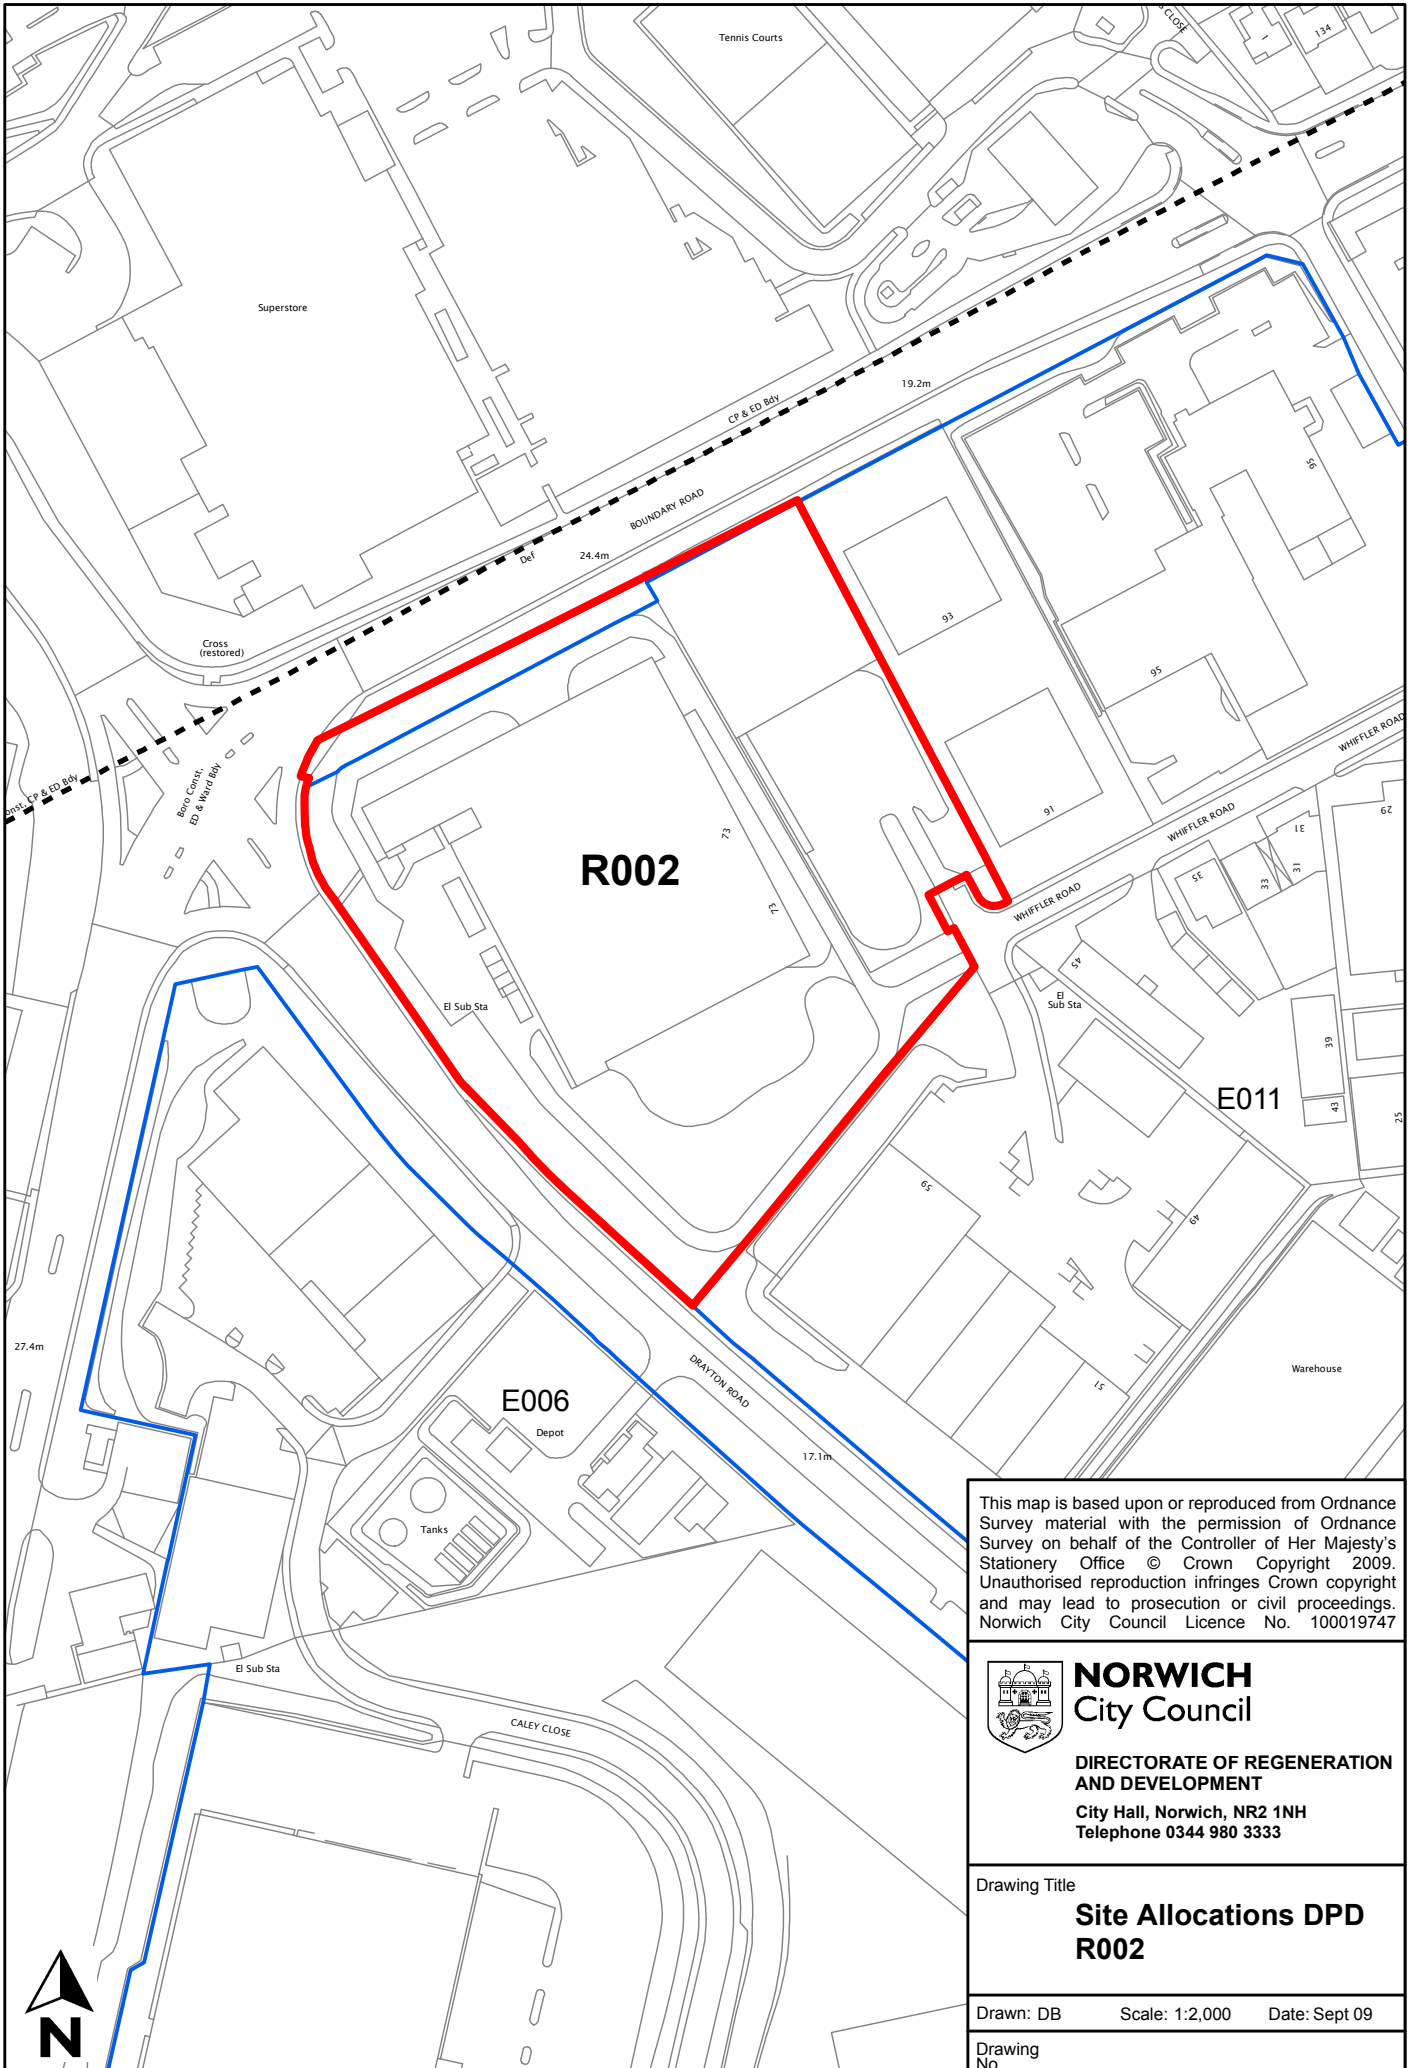 Tennis Courts
134
1
Superstore
19.2m
CP & ED Bdy
BOUNDARY ROAD
24.4m
Def
Cross
(restored)
Boro Const,
ED & Ward Bdy
onst, CP & ED Bdy
93
95
95
91
73
73
R002
WHIFFLER ROAD
WHIFFLER ROAD
WHIFFLER ROAD
29
31
31
33
35
45
El
Sub Sta
El Sub Sta
39
43
25
E011
59
49
51
27.4m
E006
Depot
Tanks
DRAYTON ROAD
17.1m
Warehouse
El Sub Sta
CALEY CLOSE
This map is based upon or reproduced from Ordnance
Survey material with the permission of Ordnance
Survey on behalf of the Controller of Her Majesty's
Stationery Office © Crown Copyright 2009.
Unauthorised reproduction infringes Crown copyright
and may lead to prosecution or civil proceedings.
Norwich City Council Licence No. 100019747
NORWICH
City Council
DIRECTORATE OF REGENERATION
AND DEVELOPMENT
City Hall, Norwich, NR2 1NH
Telephone 0344 980 3333
Drawing Title
Site Allocations DPD
R002
Drawn: DB Scale: 1:2,000 Date: Sept 09
Drawing
No
N